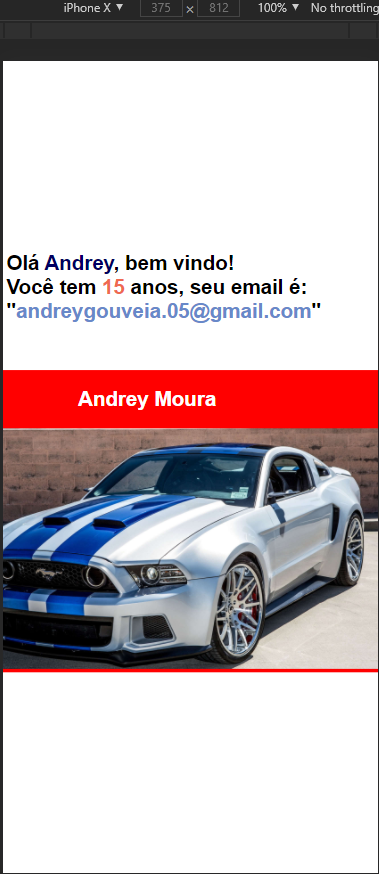 iPhone X ▼ 375 × 812 100% ▼ No throttling
Olá Andrey, bem vindo!
Você tem 15 anos, seu email é:
"andreygouveia.05@gmail.com"
Andrey Moura